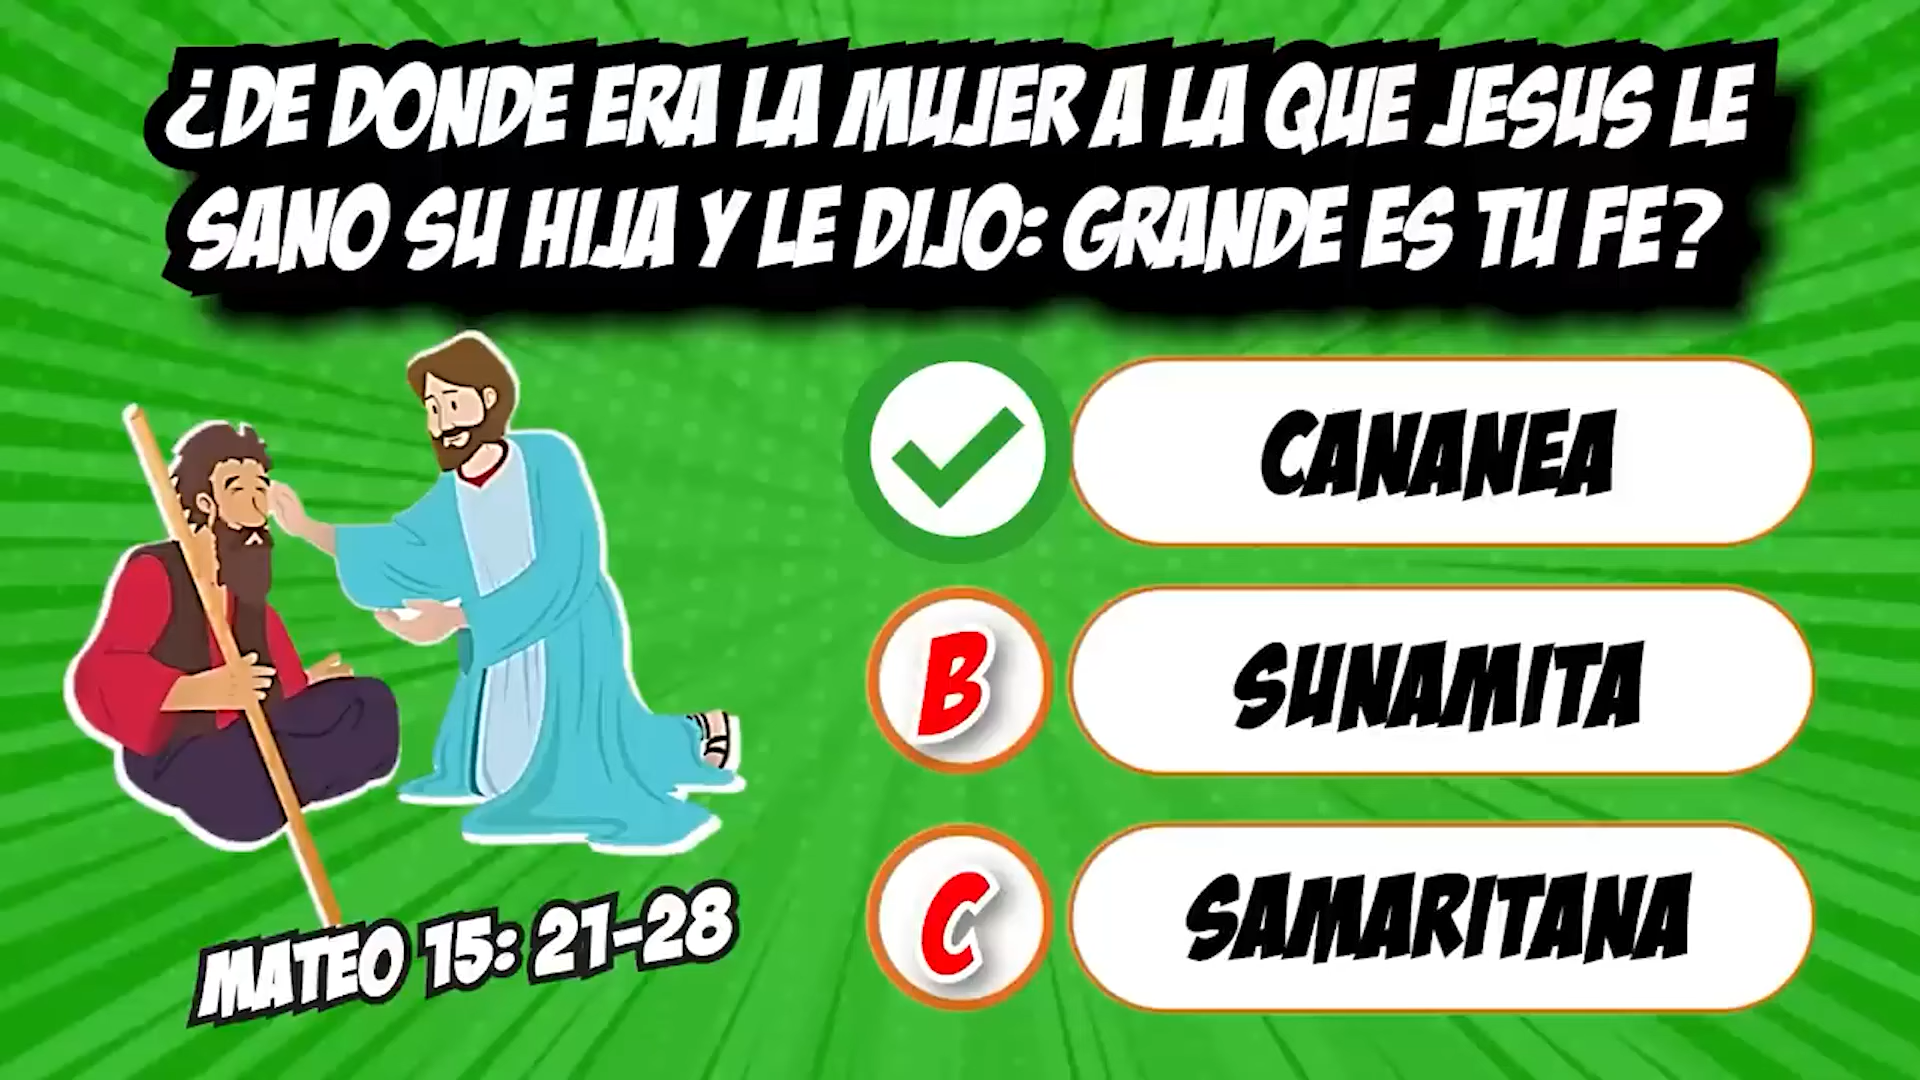 ¿DE DONDE ERA LA MUJER A LA QUE JESUS LE
SANO SU HIJA Y LE DIJO: GRANDE ES TU FE?
CANANEA
B
SUNAMITA
C
SAMARITANA
MATEO 15: 21-28